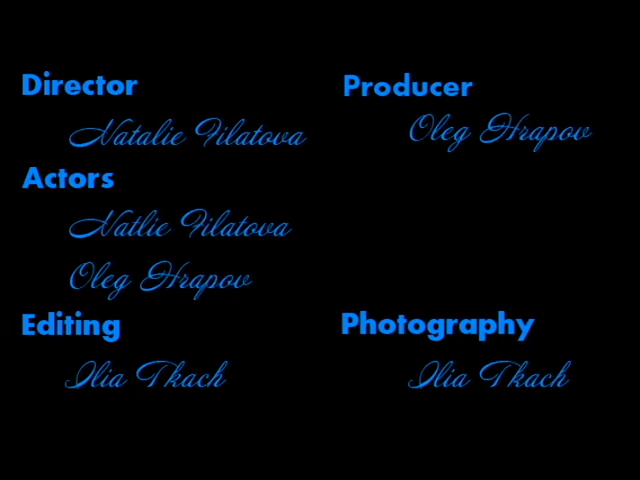 Director
Natalie Filatova
Producer
Oleg Hrapov
Actors
Natlie Filatova
Oleg Hrapov
Editing
Ilia Tkach
Photography
Ilia Tkach